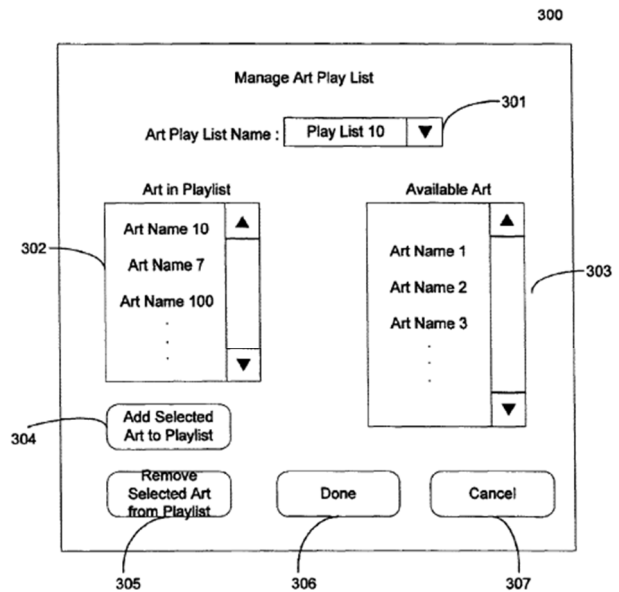 300
Manage Art Play List
301
Art Play List Name : Play List 10
Art in Playlist
Available Art
302
Art Name 10
Art Name 7
Art Name 100
Art Name 1
Art Name 2
Art Name 3
303
304
Add Selected
Art to Playlist
Remove
Selected Art
from Playlist
Done
Cancel
305
306
307